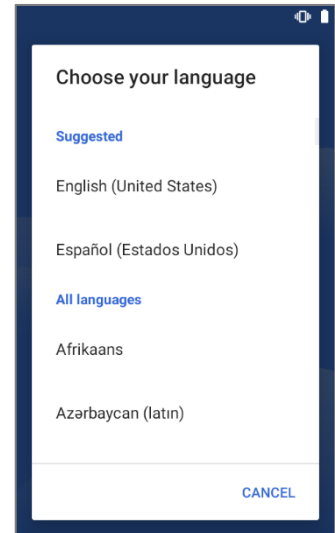 Choose your language
Suggested
English (United States)
Español (Estados Unidos)
All languages
Afrikaans
Azərbaycan (latın)
CANCEL